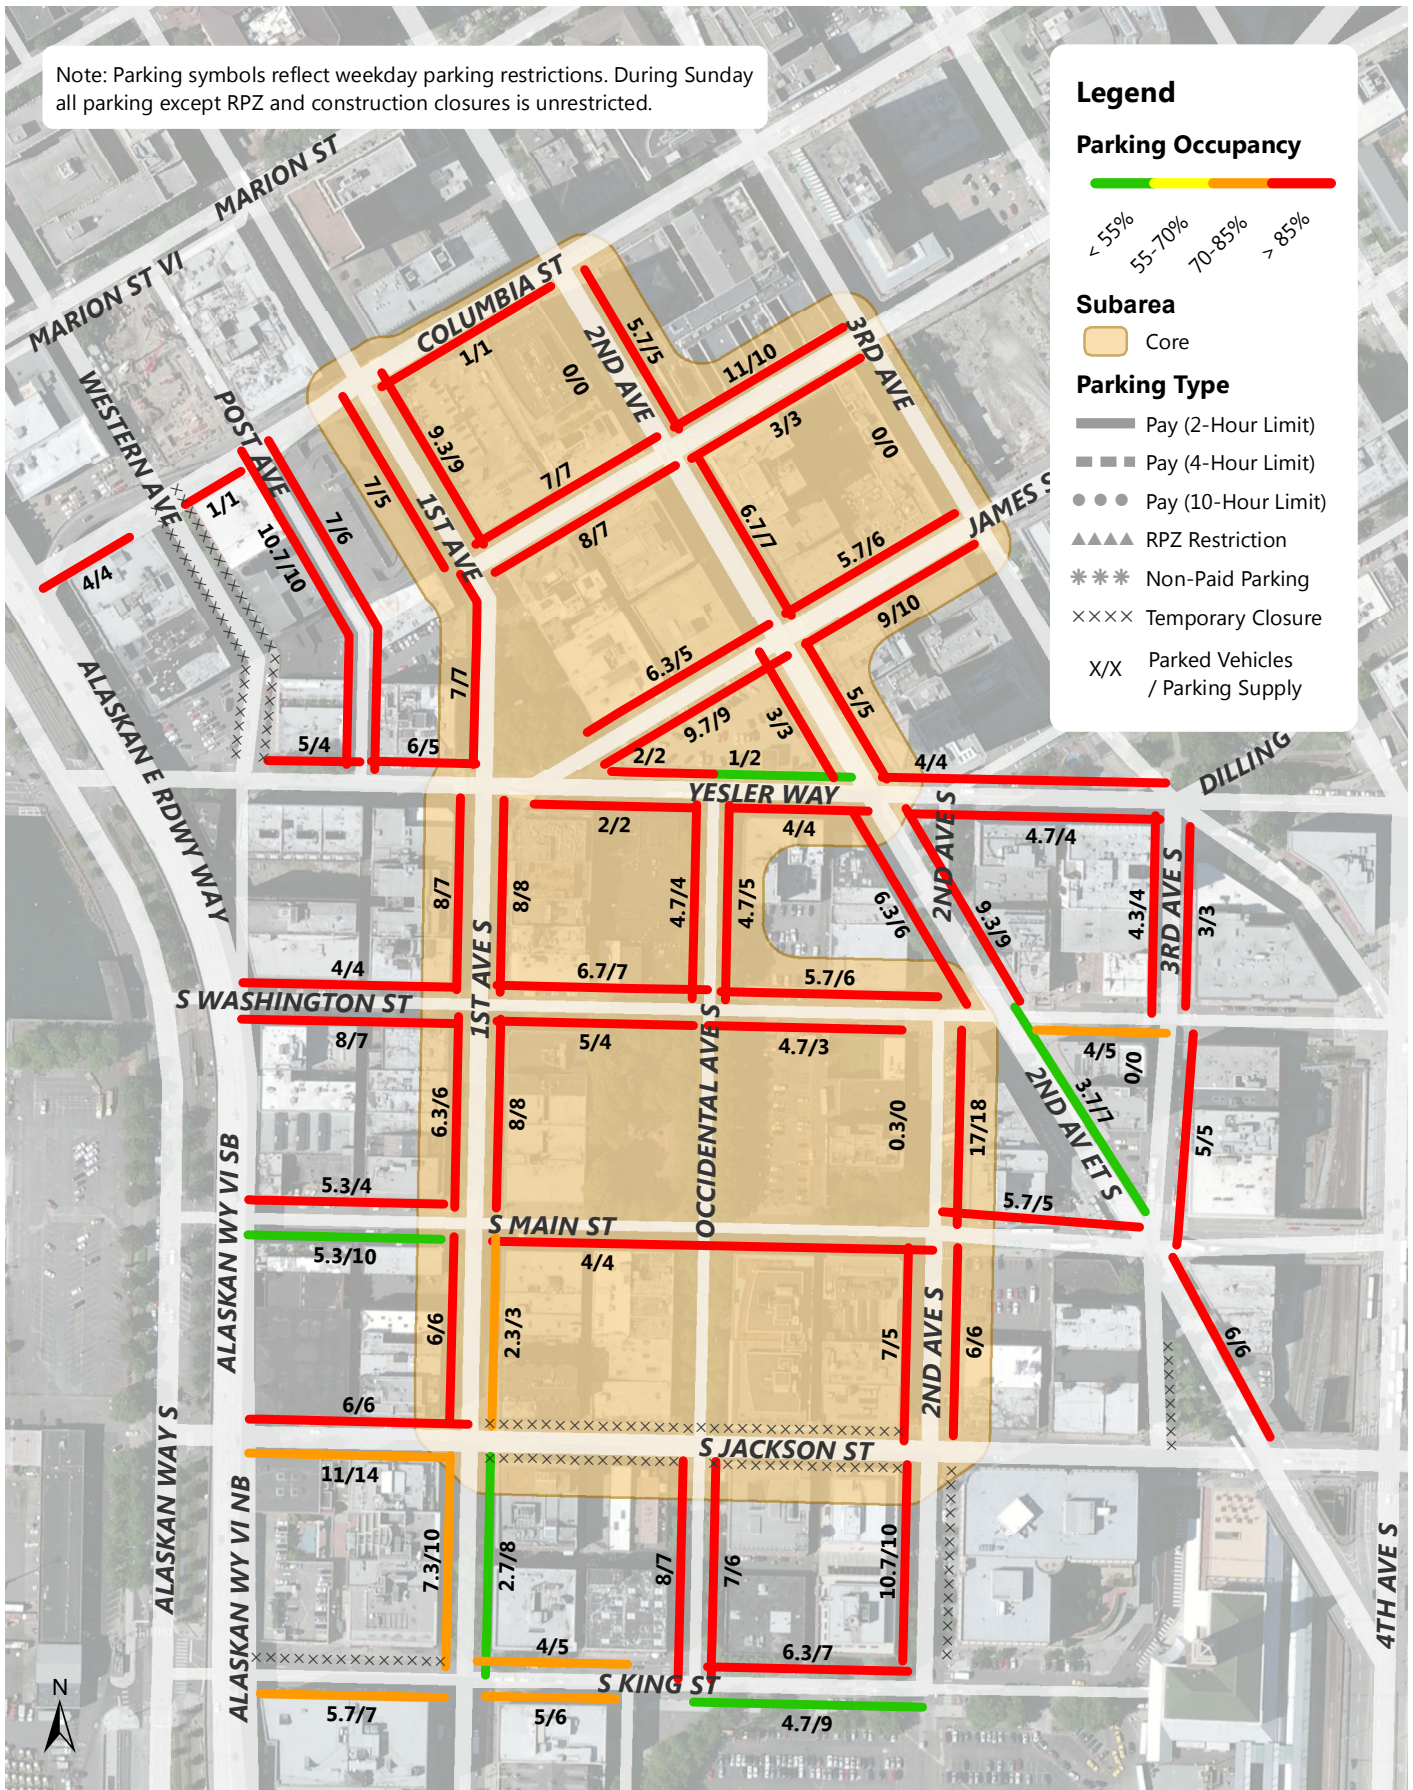 Note: Parking symbols reflect weekday parking restrictions. During Sunday
all parking except RPZ and construction closures is unrestricted.
Legend
Parking Occupancy
< 55%
55-70%
70-85%
> 85%
Subarea
Core
Parking Type
Pay (2-Hour Limit)
Pay (4-Hour Limit)
Pay (10-Hour Limit)
RPZ Restriction
Non-Paid Parking
Temporary Closure
X/X
Parked Vehicles
/ Parking Supply
MARION ST
MARION ST VI
COLUMBIA ST
1/1
2ND AVE
0/0
5.7/5
11/10
3RD AVE
3/3
0/0
JAMES S
WESTERN AVE
POST AVE
9.3/9
7/5
1ST AVE
7/7
8/7
6.7/7
5.7/6
9/10
1/1
10.7/10
7/6
4/4
ALASKAN E RDWY WAY
7/7
6.3/5
9.7/9
3/3
5/5
5/4
6/5
2/2
1/2
4/4
DILLING
YESLER WAY
2/2
4/4
4.7/4
2ND AVE S
8/7
8/8
4.7/4
4.7/5
6.3/6
9.3/9
4.3/4
3RD AVE S
3/3
4/4
6.7/7
5.7/6
S WASHINGTON ST
1ST AVE S
8/7
5/4
OCCIDENTAL AVE S
4.7/3
4/5
0/0
6.3/6
8/8
0.3/0
17/18
2ND AV ET S
3.7/7
5/5
ALASKAN WY VI SB
5.3/4
5.7/5
S MAIN ST
5.3/10
4/4
6/6
2.3/3
7/5
2ND AVE S
6/6
6/6
6/6
S JACKSON ST
ALASKAN WAY S
ALASKAN WY VI NB
11/14
7.3/10
2.7/8
8/7
7/6
10.7/10
4TH AVE S
4/5
6.3/7
S KING ST
N
5.7/7
5/6
4.7/9